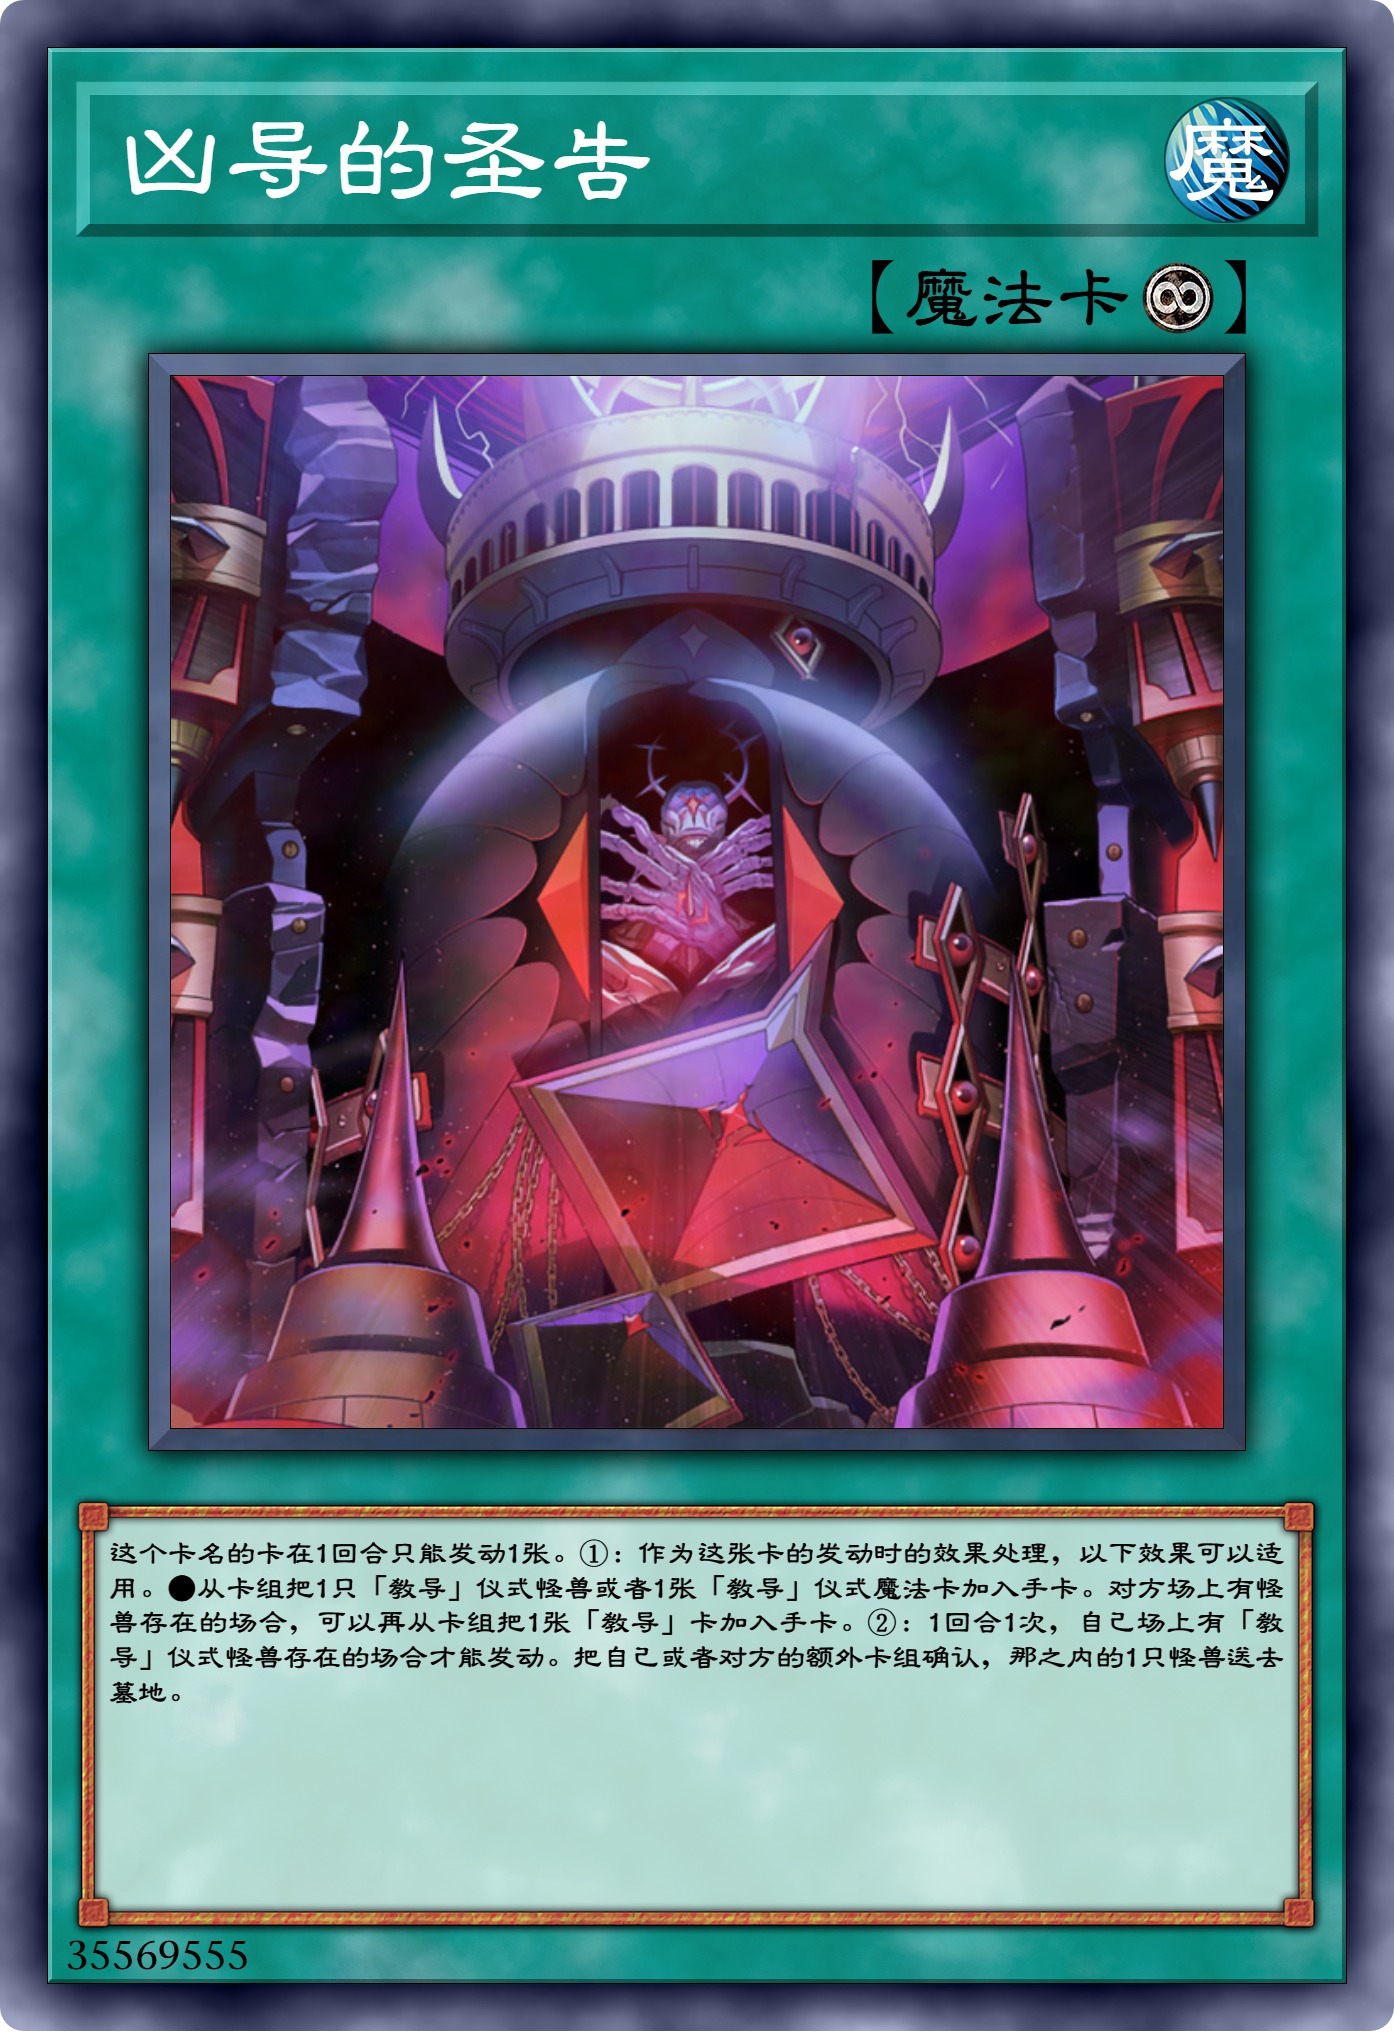 凶导的圣告
魔
【魔法卡】
这个卡名的卡在1回合只能发动1张。①：作为这张卡的发动时的效果处理，以下效果可以适
用。●从卡组把1只「教导」仪式怪兽或者1张「教导」仪式魔法卡加入手卡。对方场上有怪
兽存在的场合，可以再从卡组把1张「教导」卡加入手卡。②：1回合1次，自己场上有「教
导」仪式怪兽存在的场合才能发动。把自己或者对方的额外卡组确认，那之内的1只怪兽送去
墓地。
35569555